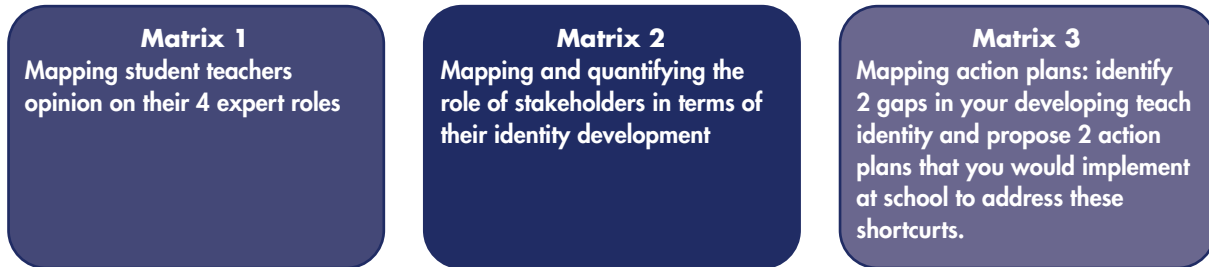 Matrix 1
Mapping student teachers
opinion on their 4 expert roles
Matrix 2
Mapping and quantifying the
role of stakeholders in terms of
their identity development
Matrix 3
Mapping action plans: identify
2 gaps in your developing teach
identity and propose 2 action
plans that you would implement
at school to address these
shortcurts.